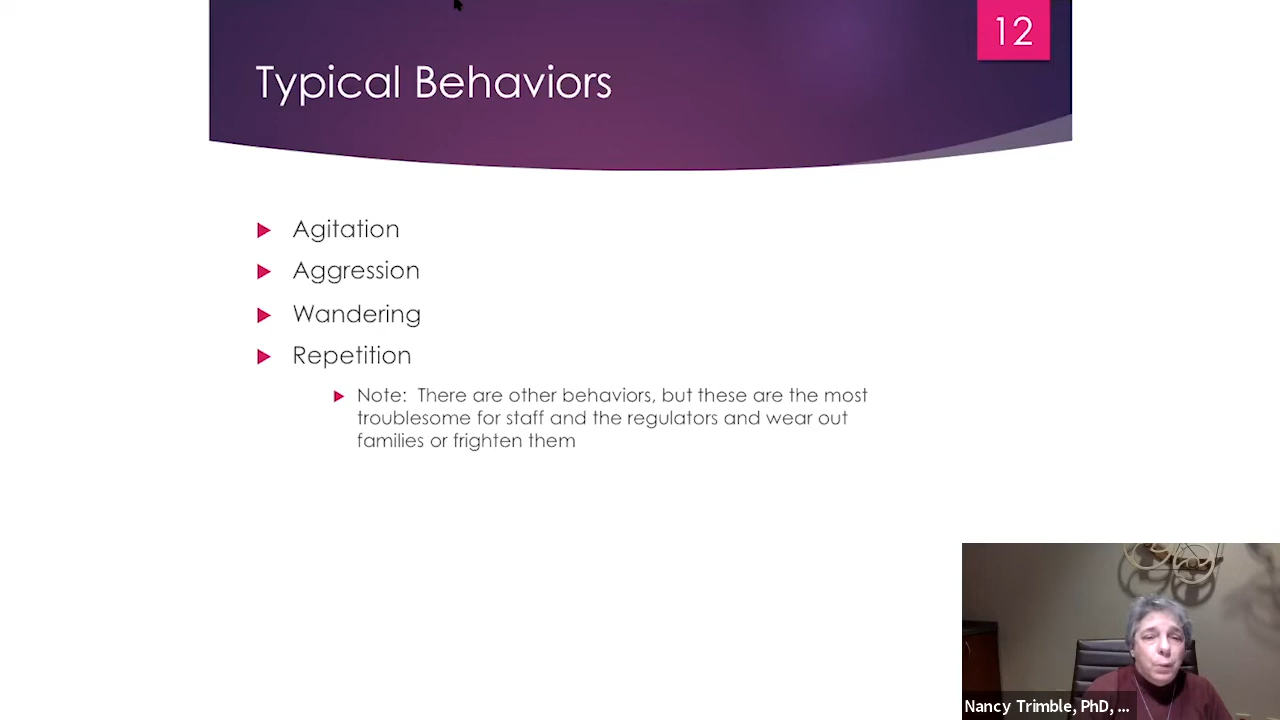 12
Typical Behaviors
Agitation
Aggression
Wandering
Repetition
Note: There are other behaviors, but these are the most
troublesome for staff and the regulators and wear out
families or frighten them
Nancy Trimble, PhD, ...